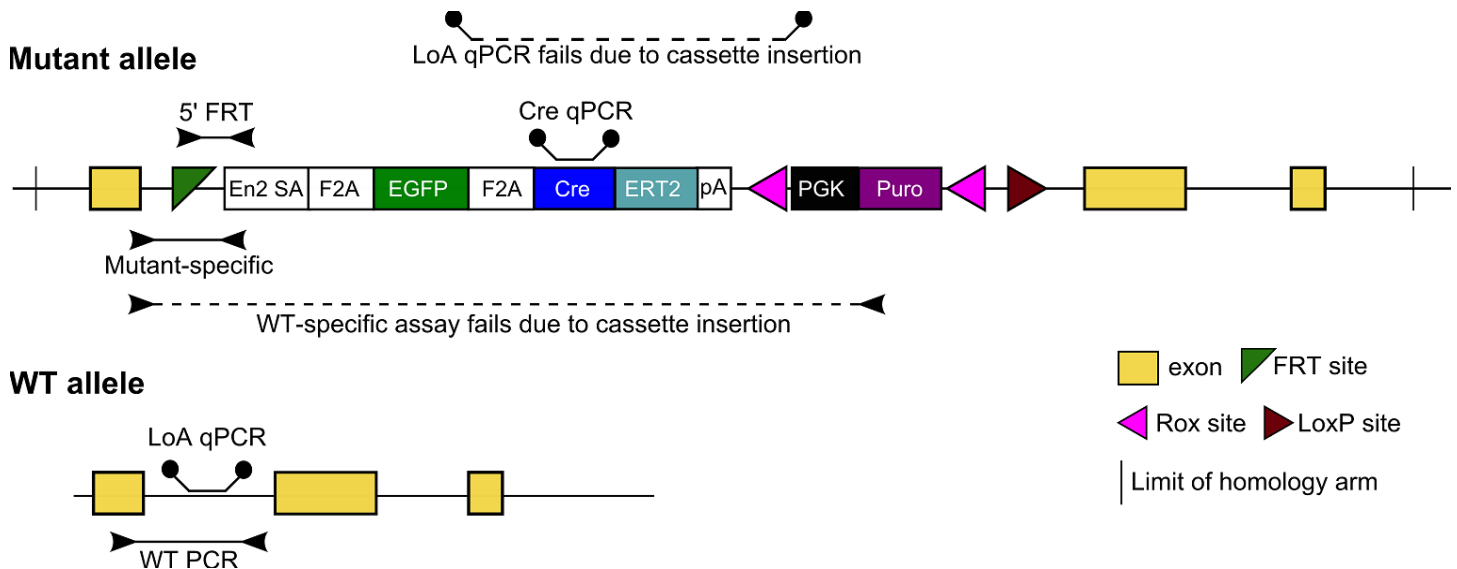 LoA qPCR fails due to cassette insertion
Mutant allele
5' FRT
Cre qPCR
En2 SA F2A EGFP F2A Cre ERT2 pA PGK Puro
Mutant-specific
WT-specific assay fails due to cassette insertion
WT allele
LoA qPCR
WT PCR
exon FRT site
Rox site LoxP site
Limit of homology arm